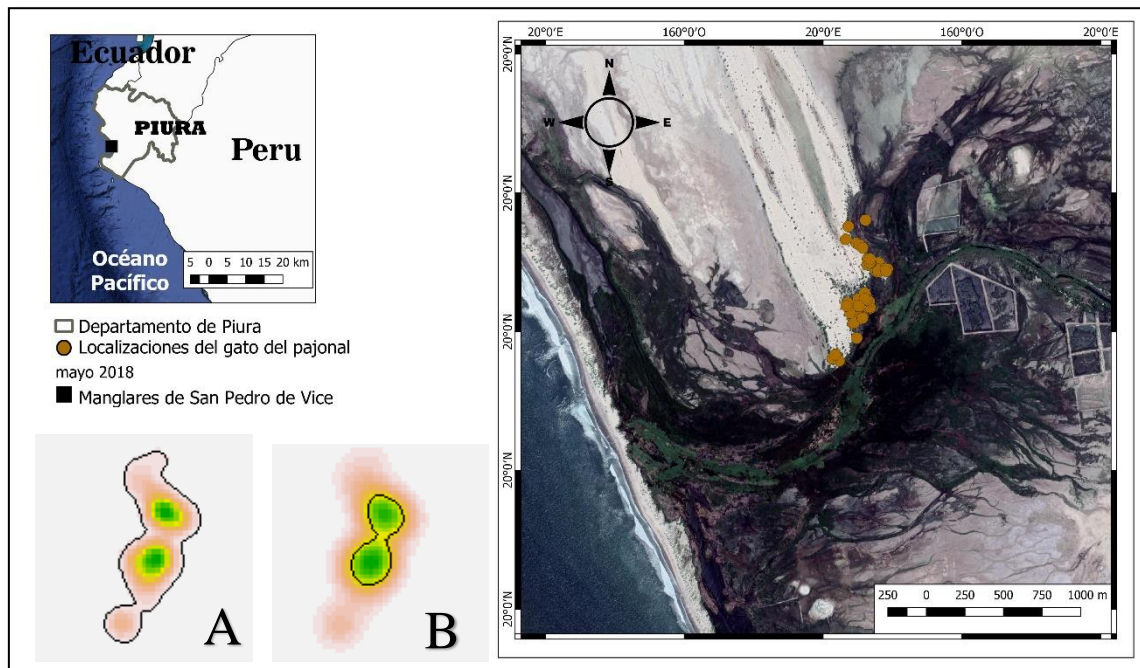 Ecuador
PIURA
Peru
Océano
Pacífico
5 0 5 10 15 20 km
Departamento de Piura
Localizaciones del gato del pajonal
mayo 2018
Manglares de San Pedro de Vice
A
B
20°0'E 160°0'E 20°0'E 160°0'E 20°0'E
20°0'N
20°0'N
20°0'N
20°0'N
20°0'N
N
W E
S
250 0 250 500 750 1000 m